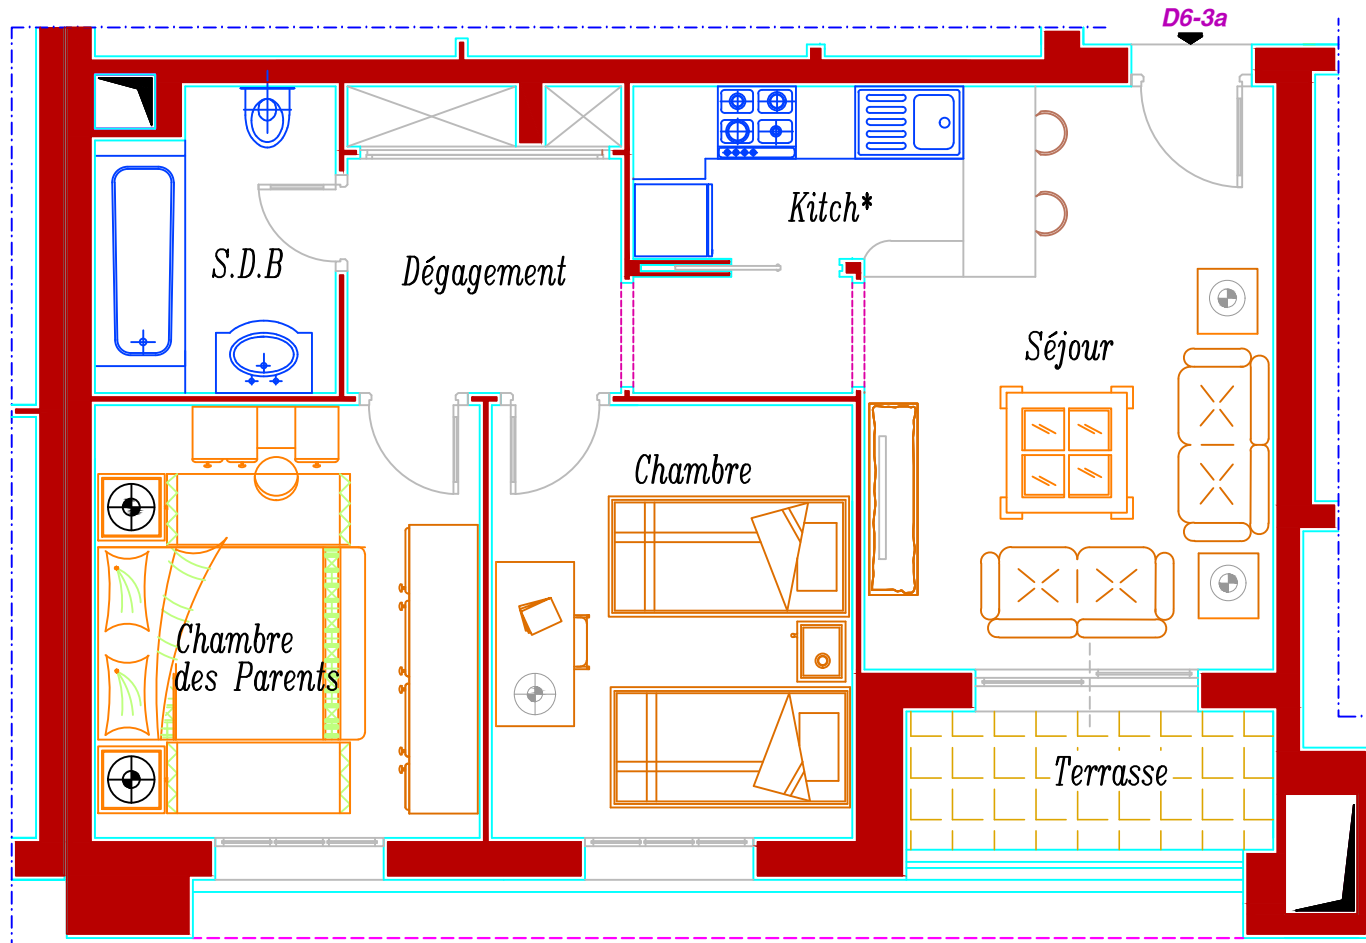 D6-3a
Kitch*
S.D.B
Dégagement
Séjour
Chambre
Chambre
des Parents
Terrasse